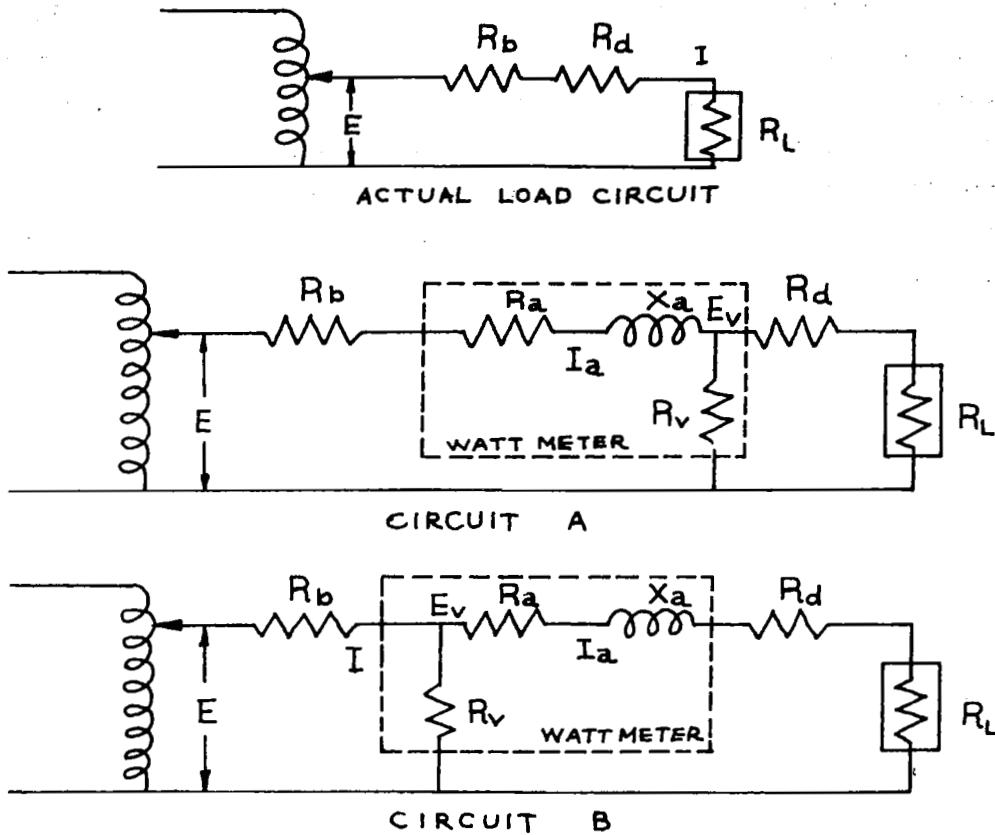 Rb Rd I
E
RL
ACTUAL LOAD CIRCUIT
Rb Ra Xa Ev Rd
Ia
E Rv RL
WATT METER
CIRCUIT A
Rb Ev Ra Xa Rd
I Ia
E Rv RL
WATT METER
CIRCUIT B